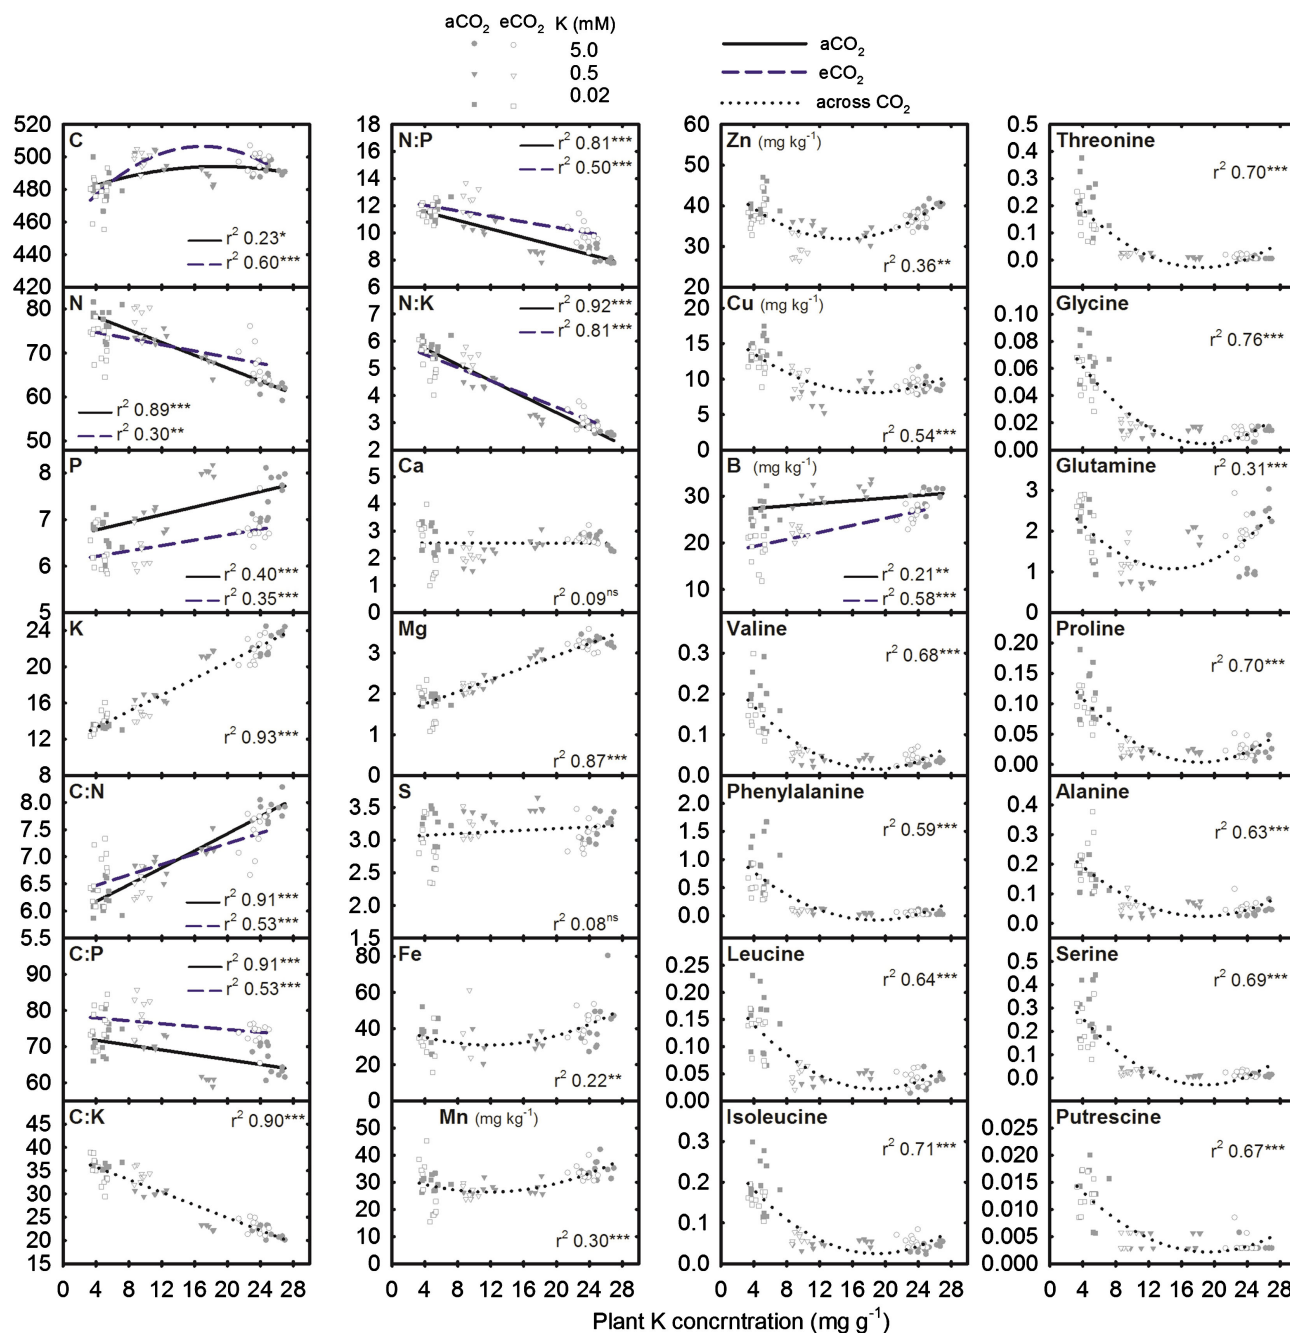 aCO2 eCO2 K (mM)
5.0
0.5
0.02
aCO2
eCO2
across CO2
C
520
500
480
460
440
420
r2 0.23*
r2 0.60***
N
80
70
60
50
r2 0.89***
r2 0.30**
P
8
7
6
5
r2 0.40***
r2 0.35***
K
24
20
16
12
8
r2 0.93***
C:N
8.0
7.5
7.0
6.5
6.0
5.5
r2 0.91***
r2 0.53***
C:P
90
80
70
60
r2 0.91***
r2 0.53***
C:K
45
40
35
30
25
20
15
r2 0.90***
0 4 8 12 16 20 24 28
N:P
18
16
14
12
10
8
6
r2 0.81***
r2 0.50***
N:K
7
6
5
4
3
2
r2 0.92***
r2 0.81***
Ca
6
5
4
3
2
1
0
r2 0.09ns
Mg
3
2
1
0
r2 0.87***
S
3.5
3.0
2.5
2.0
1.5
r2 0.08ns
Fe
80
60
40
20
0
r2 0.22**
Mn (mg kg-1)
50
40
30
20
10
0
r2 0.30***
0 4 8 12 16 20 24 28
Zn (mg kg-1)
60
50
40
30
20
r2 0.36**
Cu (mg kg-1)
20
15
10
5
0
r2 0.54***
B (mg kg-1)
30
20
10
r2 0.21**
r2 0.58***
Valine
0.3
0.2
0.1
0.0
r2 0.68***
Phenylalanine
2.0
1.5
1.0
0.5
0.0
r2 0.59***
Leucine
0.25
0.20
0.15
0.10
0.05
0.00
r2 0.64***
Isoleucine
0.3
0.2
0.1
0.0
r2 0.71***
0 4 8 12 16 20 24 28
Threonine
0.5
0.4
0.3
0.2
0.1
0.0
r2 0.70***
Glycine
0.10
0.08
0.06
0.04
0.02
0.00
r2 0.76***
Glutamine
r2 0.31***
3
2
1
0
Proline
0.20
0.15
0.10
0.05
0.00
r2 0.70***
Alanine
0.4
0.3
0.2
0.1
0.0
r2 0.63***
Serine
0.5
0.4
0.3
0.2
0.1
0.0
r2 0.69***
Putrescine
0.025
0.020
0.015
0.010
0.005
0.000
r2 0.67***
0 4 8 12 16 20 24 28
Plant K concrntration (mg g-1)